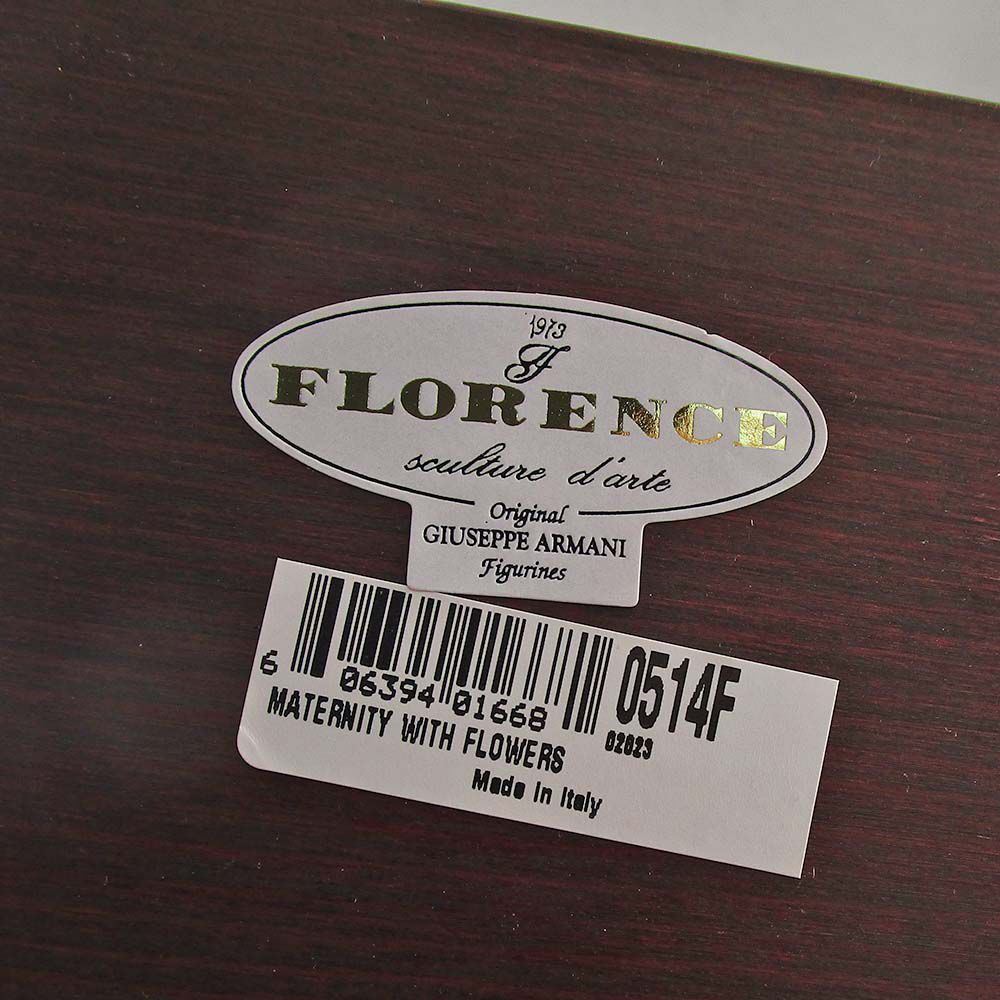 1973
FLORENCE
sculture d'arte
Original
GIUSEPPE ARMANI
Figurines
6 06394 01668
0514F
02023
MATERNITY WITH FLOWERS
Made in Italy